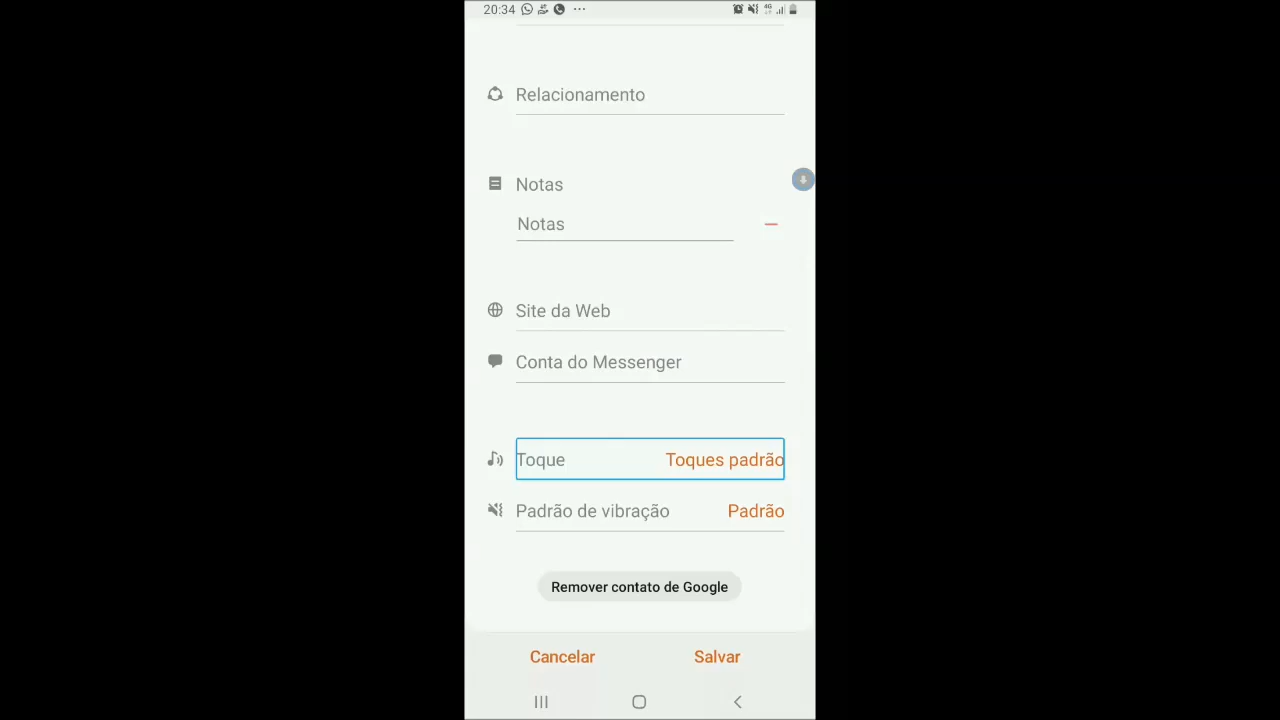 20:34
4G
Relacionamento
Notas
Notas
Site da Web
Conta do Messenger
Toque Toques padrão
Padrão de vibração Padrão
Remover contato de Google
Cancelar Salvar